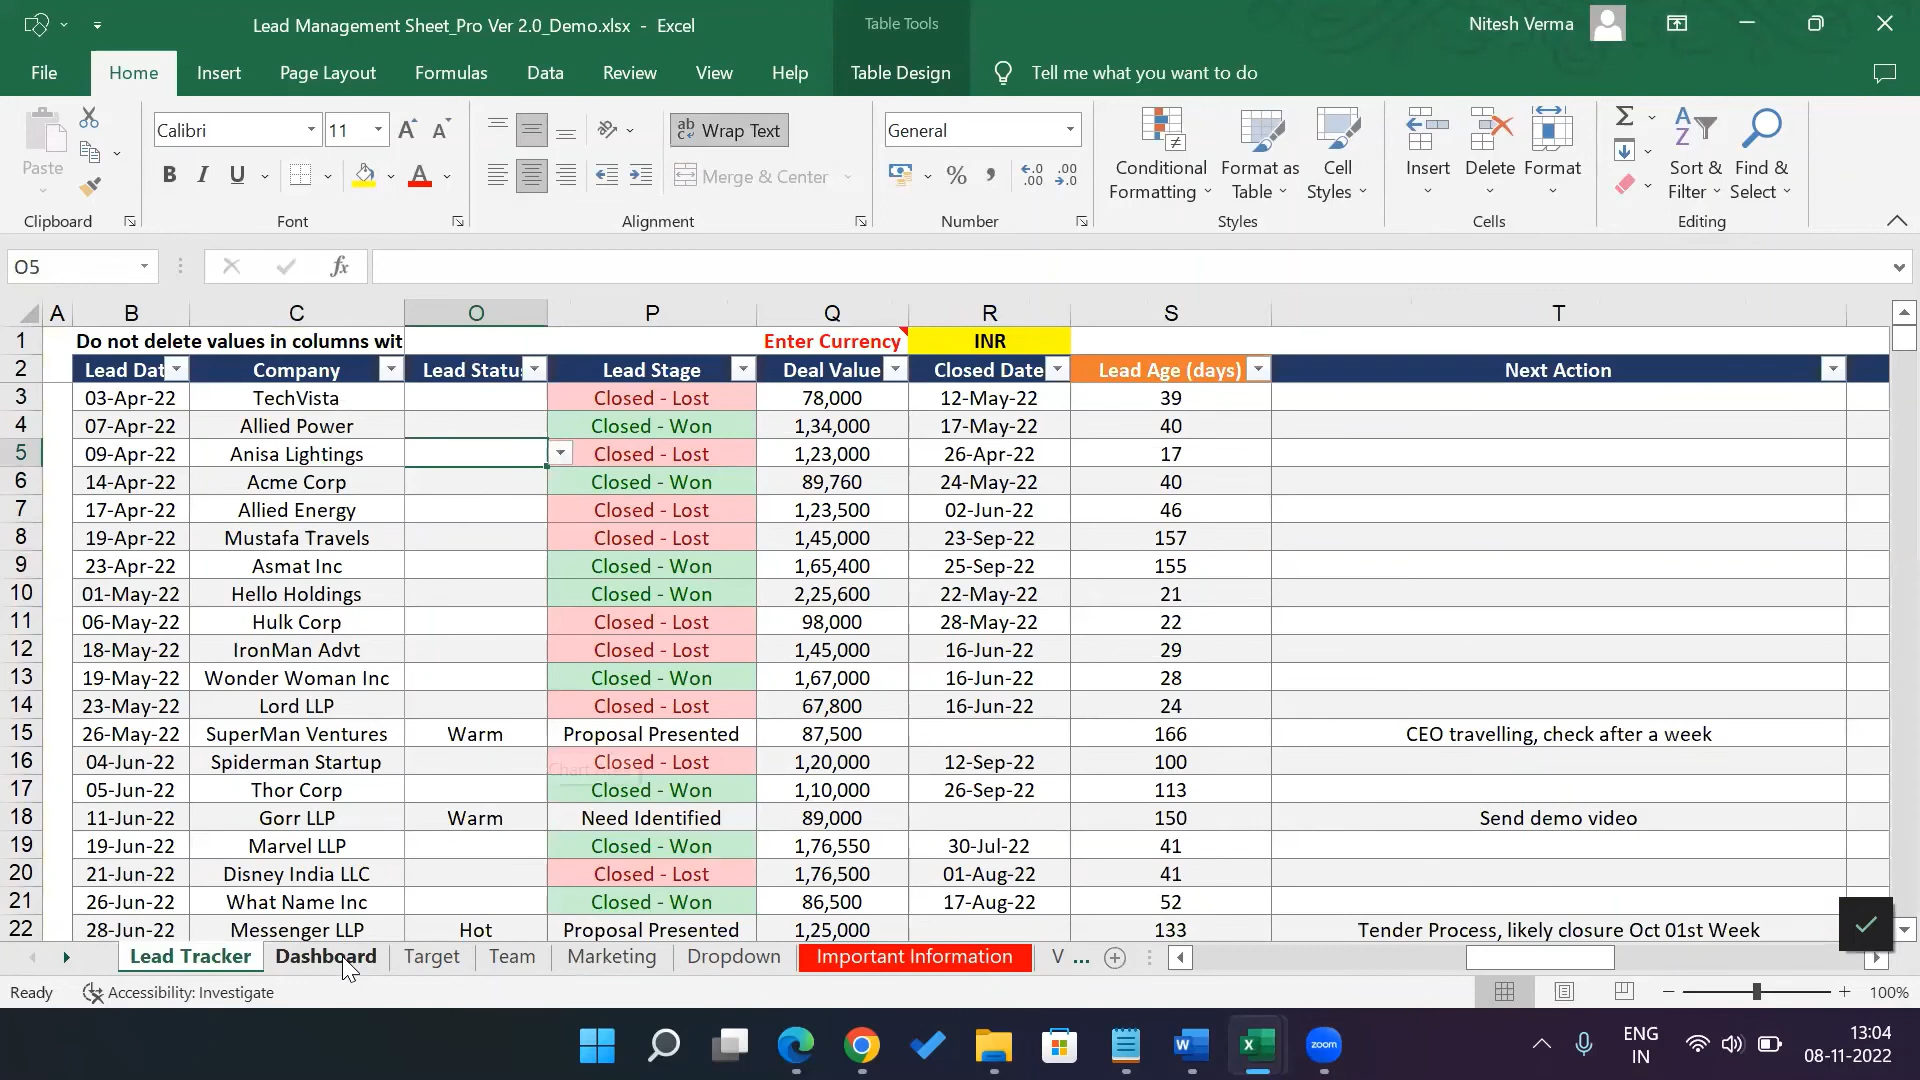 Lead Management Sheet_Pro Ver 2.0_Demo.xlsx - Excel
Table Tools
Nitesh Verma
File Home Insert Page Layout Formulas Data Review View Help Table Design Tell me what you want to do
Paste
Calibri 11
Wrap Text
General
Merge & Center
Conditional Formatting
Format as Table
Cell Styles
Insert Delete Format
Sort & Filter
Find & Select
Clipboard Font Alignment Number Styles Cells Editing
O5 fx
A B C O P Q R S T
1 Do not delete values in columns wit Enter Currency INR
2 Lead Dat Company Lead Statu Lead Stage Deal Value Closed Date Lead Age (days) Next Action
3 03-Apr-22 TechVista Closed - Lost 78,000 12-May-22 39
4 07-Apr-22 Allied Power Closed - Won 1,34,000 17-May-22 40
5 09-Apr-22 Anisa Lightings Closed - Lost 1,23,000 26-Apr-22 17
6 14-Apr-22 Acme Corp Closed - Won 89,760 24-May-22 40
7 17-Apr-22 Allied Energy Closed - Lost 1,23,500 02-Jun-22 46
8 19-Apr-22 Mustafa Travels Closed - Lost 1,45,000 23-Sep-22 157
9 23-Apr-22 Asmat Inc Closed - Won 1,65,400 25-Sep-22 155
10 01-May-22 Hello Holdings Closed - Won 2,25,600 22-May-22 21
11 06-May-22 Hulk Corp Closed - Lost 98,000 28-May-22 22
12 18-May-22 IronMan Advt Closed - Lost 1,45,000 16-Jun-22 29
13 19-May-22 Wonder Woman Inc Closed - Won 1,67,000 16-Jun-22 28
14 23-May-22 Lord LLP Closed - Lost 67,800 16-Jun-22 24
15 26-May-22 SuperMan Ventures Warm Proposal Presented 87,500 166 CEO travelling, check after a week
16 04-Jun-22 Spiderman Startup Closed - Lost 1,20,000 12-Sep-22 100
17 05-Jun-22 Thor Corp Closed - Won 1,10,000 26-Sep-22 113
18 11-Jun-22 Gorr LLP Warm Need Identified 89,000 150 Send demo video
19 19-Jun-22 Marvel LLP Closed - Won 1,76,550 30-Jul-22 41
20 21-Jun-22 Disney India LLC Closed - Lost 1,76,500 01-Aug-22 41
21 26-Jun-22 What Name Inc Closed - Won 86,500 17-Aug-22 52
22 28-Jun-22 Messenger LLP Hot Proposal Presented 1,25,000 133 Tender Process, likely closure Oct 01st Week
Lead Tracker Dashboard Target Team Marketing Dropdown Important Information V ...
Ready Accessibility: Investigate 100%
ENG 13:04
IN 08-11-2022